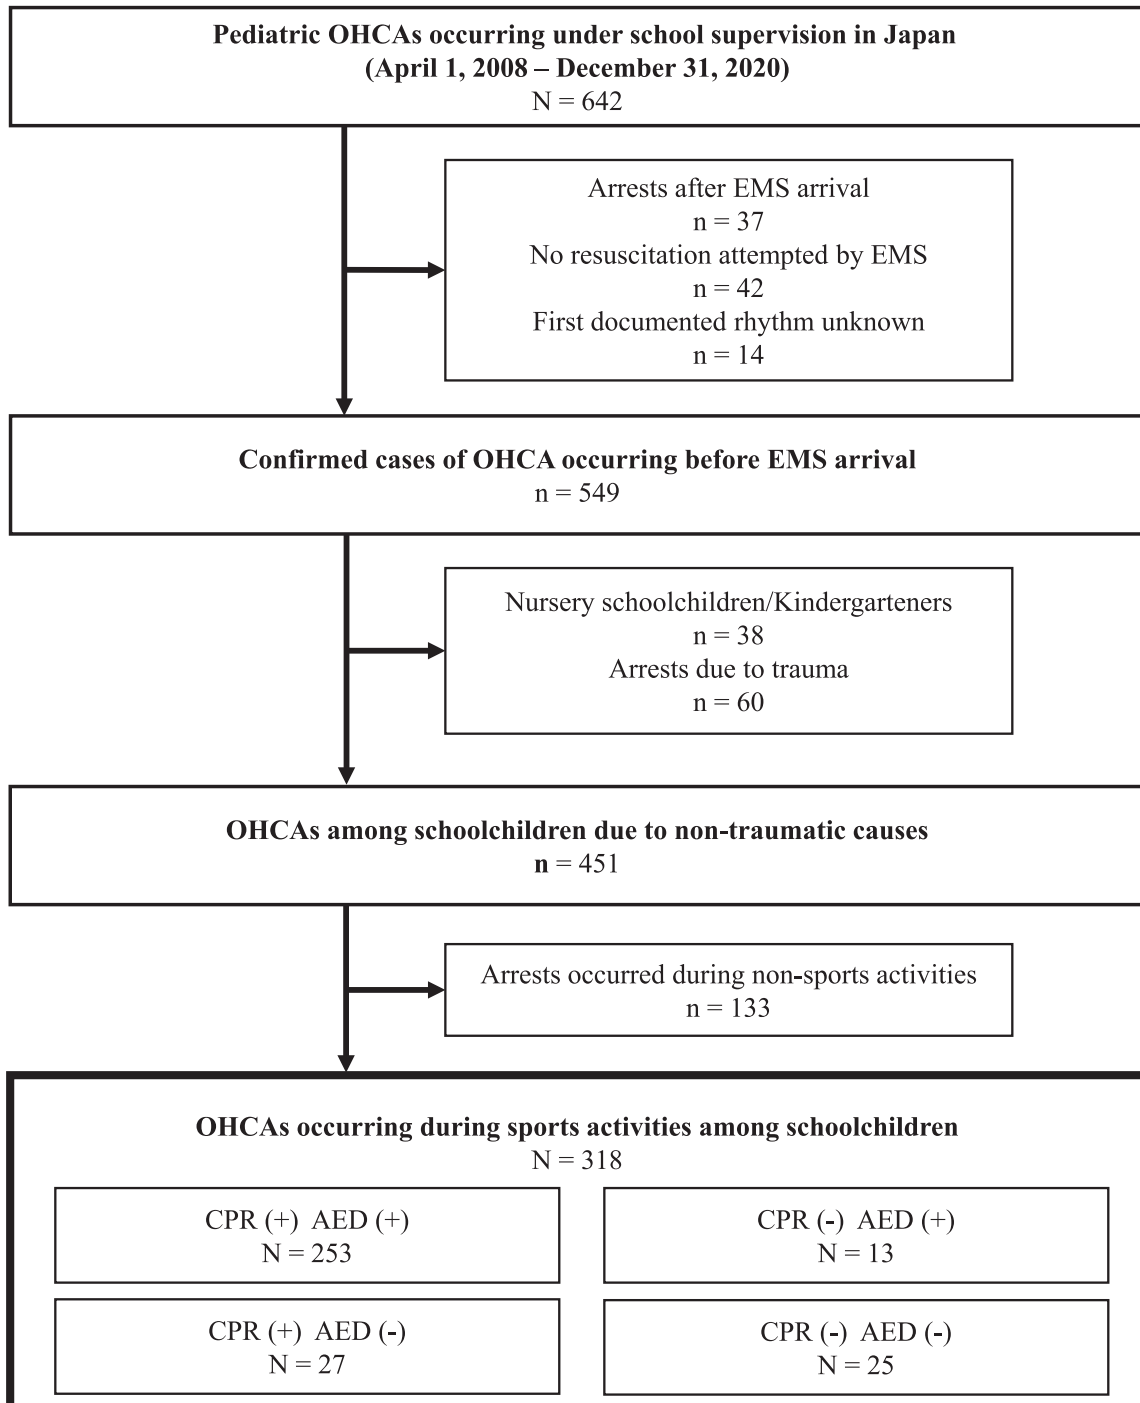 Pediatric OHCAs occurring under school supervision in Japan
(April 1, 2008 – December 31, 2020)
N = 642
Arrests after EMS arrival
n = 37
No resuscitation attempted by EMS
n = 42
First documented rhythm unknown
n = 14
Confirmed cases of OHCA occurring before EMS arrival
n = 549
Nursery schoolchildren/Kindergarteners
n = 38
Arrests due to trauma
n = 60
OHCAs among schoolchildren due to non-traumatic causes
n = 451
Arrests occurred during non-sports activities
n = 133
OHCAs occurring during sports activities among schoolchildren
N = 318
CPR (+) AED (+)
N = 253
CPR (-) AED (+)
N = 13
CPR (+) AED (-)
N = 27
CPR (-) AED (-)
N = 25